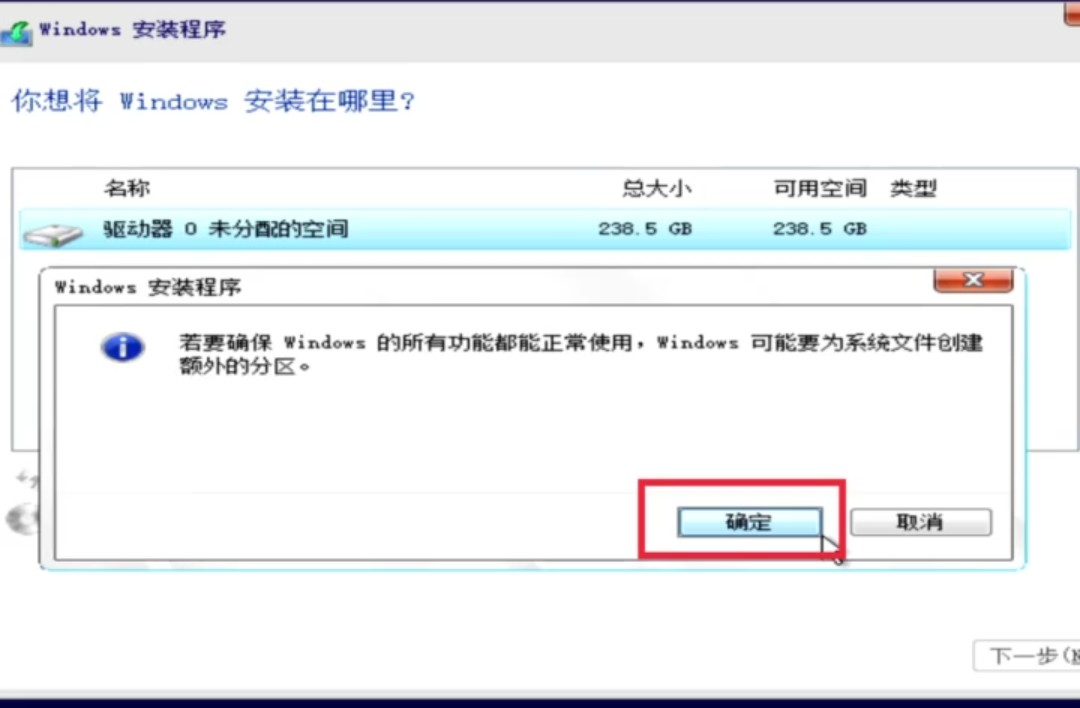 Windows 安装程序
你想将 Windows 安装在哪里?
名称 总大小 可用空间 类型
驱动器 0 未分配的空间 238.5 GB 238.5 GB
Windows 安装程序
若要确保 Windows 的所有功能都能正常使用，Windows 可能要为系统文件创建
额外的分区。
确定 取消
下一步(N